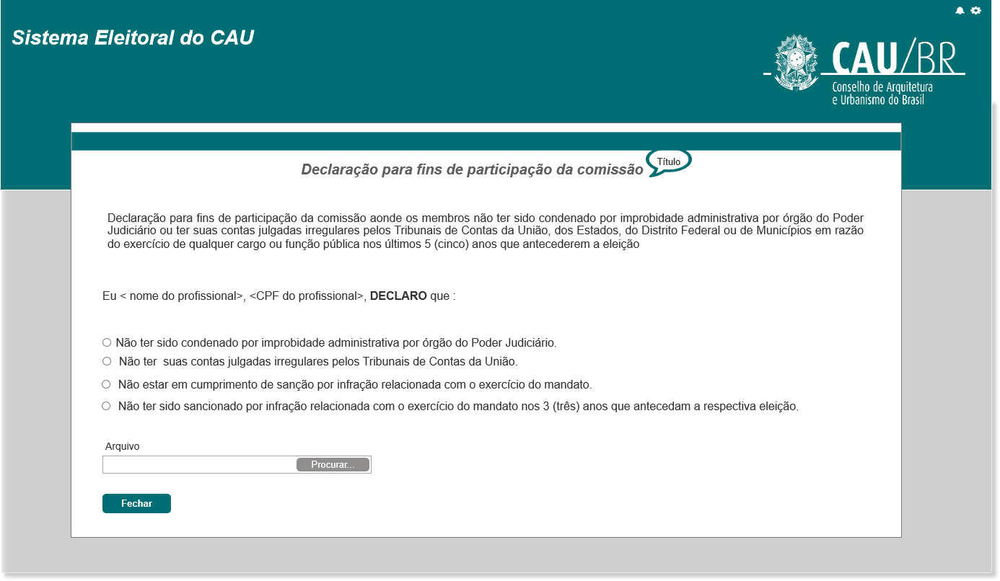 Sistema Eleitoral do CAU
CAU/BR
Conselho de Arquitetura
e Urbanismo do Brasil
Declaração para fins de participação da comissão
Título
Declaração para fins de participação da comissão aonde os membros não ter sido condenado por improbidade administrativa por órgão do Poder
Judiciário ou ter suas contas julgadas irregulares pelos Tribunais de Contas da União, dos Estados, do Distrito Federal ou de Municípios em razão
do exercício de qualquer cargo ou função pública nos últimos 5 (cinco) anos que antecederem a eleição
Eu < nome do profissional>, <CPF do profissional>, DECLARO que :
Não ter sido condenado por improbidade administrativa por órgão do Poder Judiciário.
Não ter  suas contas julgadas irregulares pelos Tribunais de Contas da União.
Não estar em cumprimento de sanção por infração relacionada com o exercício do mandato.
Não ter sido sancionado por infração relacionada com o exercício do mandato nos 3 (três) anos que antecedam a respectiva eleição.
Arquivo
Procurar...
Fechar